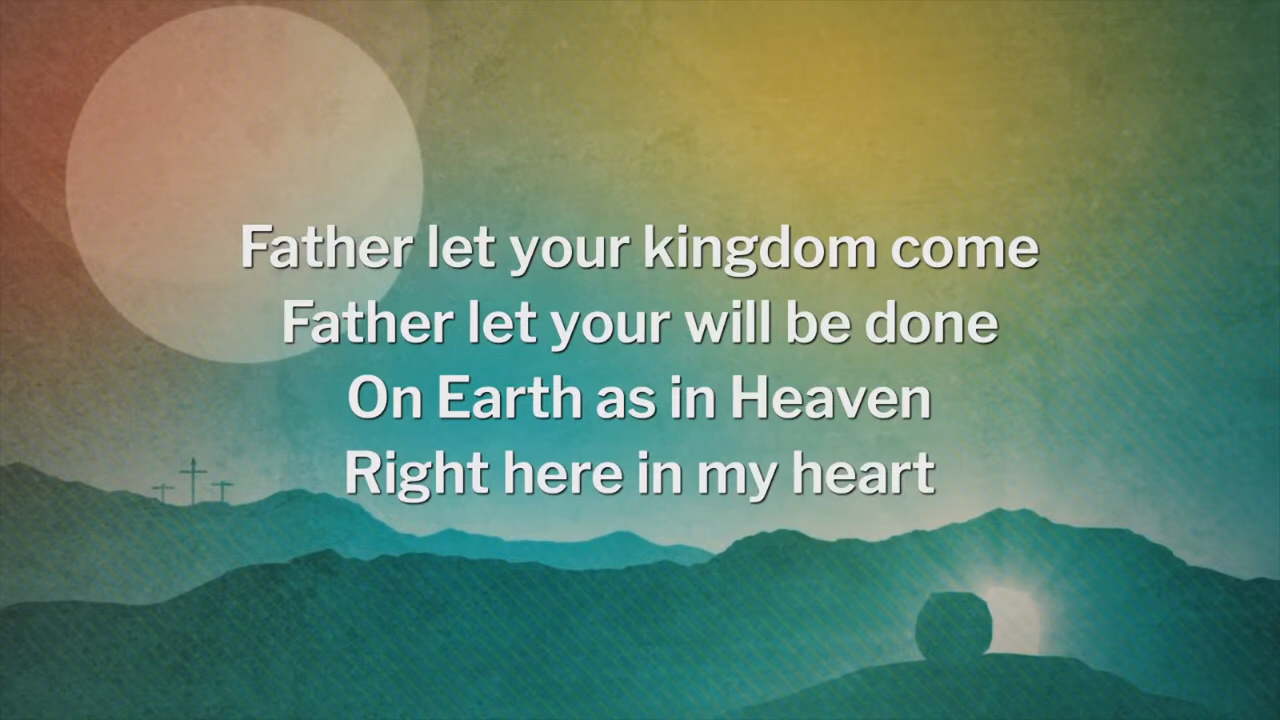 Father let your kingdom come
Father let your will be done
On Earth as in Heaven
Right here in my heart